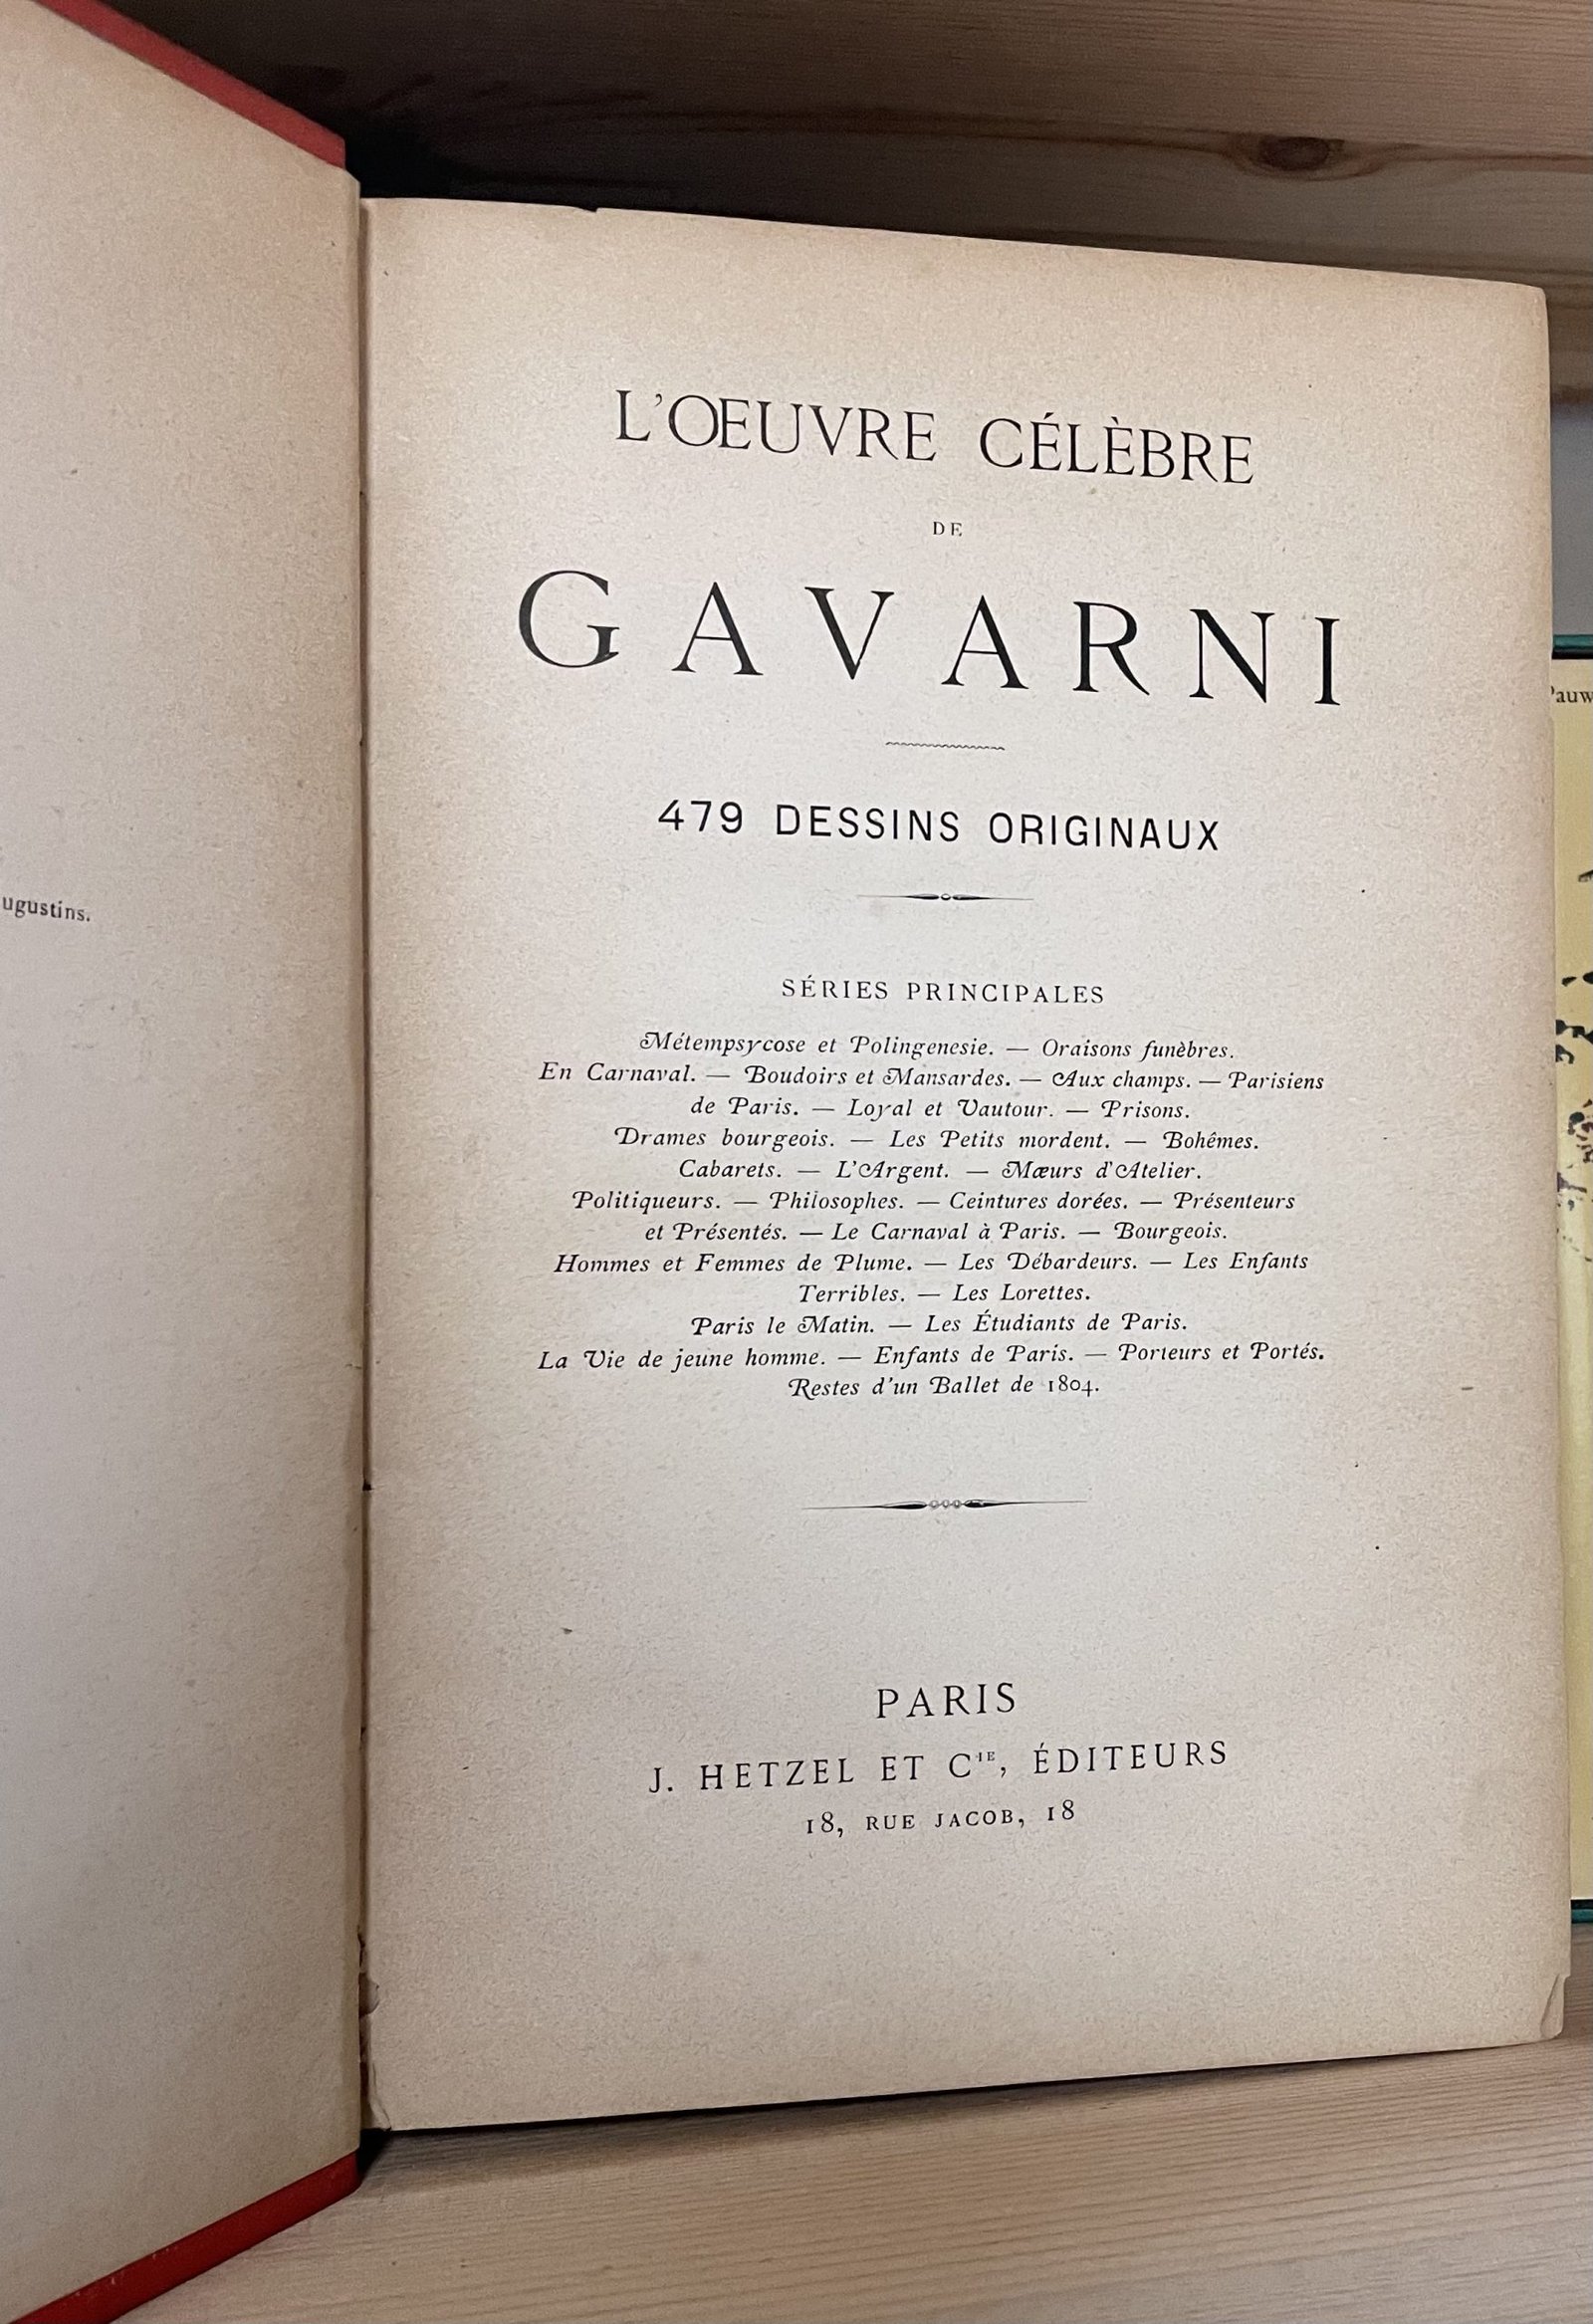 ugustins.
L'ŒUVRE CÉLÈBRE
DE
GAVARNI
479 DESSINS ORIGINAUX
SÉRIES PRINCIPALES
Métempsycose et Polingenesie. — Oraisons funèbres.
En Carnaval. — Boudoirs et Mansardes. — Aux champs. — Parisiens
de Paris. — Loyal et Vautour. — Prisons.
Drames bourgeois. — Les Petits mordent. — Bohêmes.
Cabarets. — L'Argent. — Mœurs d'Atelier.
Politiqueurs. — Philosophes. — Ceintures dorées. — Présenteurs
et Présentés. — Le Carnaval à Paris. — Bourgeois.
Hommes et Femmes de Plume. — Les Débardeurs. — Les Enfants
Terribles. — Les Lorettes.
Paris le Matin. — Les Étudiants de Paris.
La Vie de jeune homme. — Enfants de Paris. — Porteurs et Portés.
Restes d'un Ballet de 1804.
PARIS
J. HETZEL ET CIE, ÉDITEURS
18, RUE JACOB, 18
Pauw